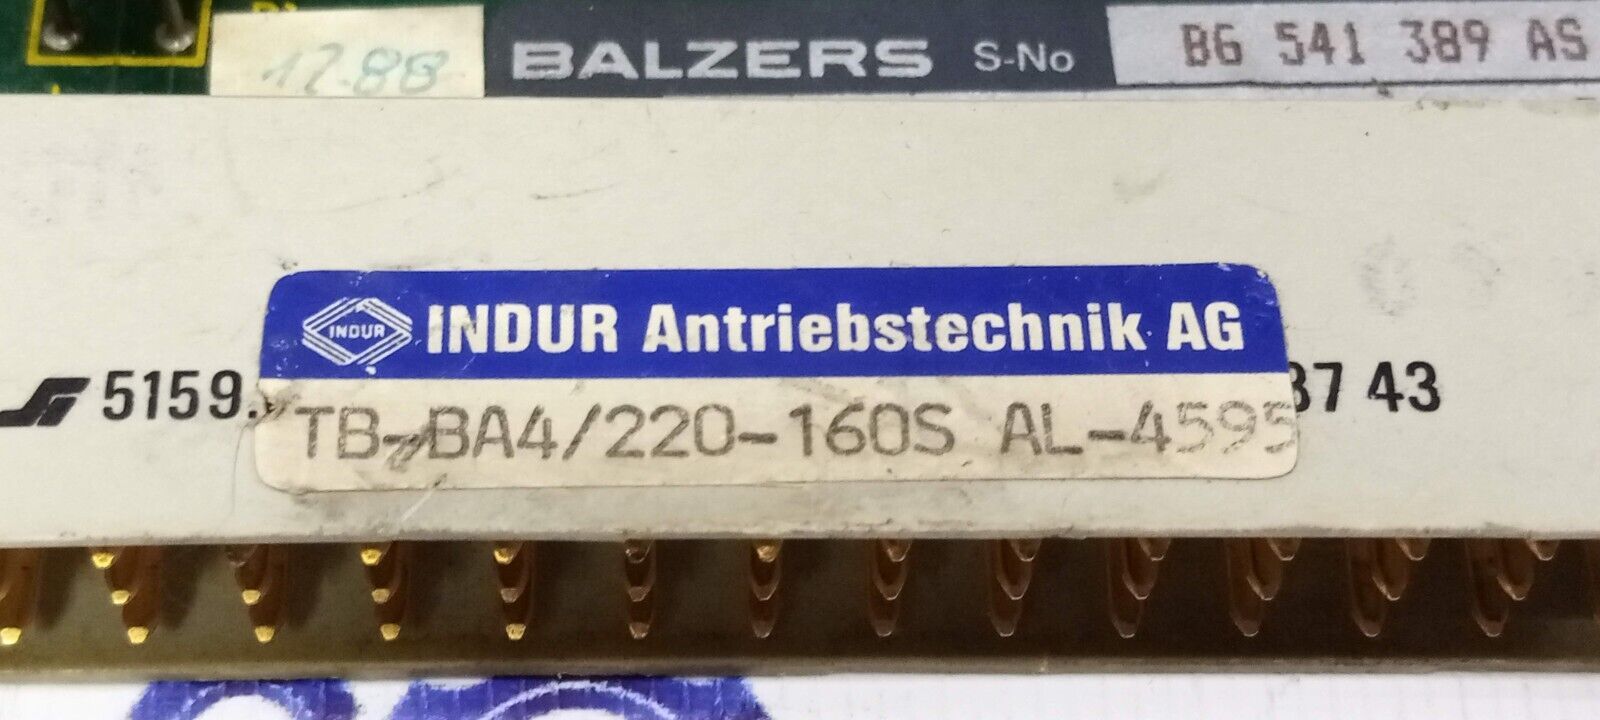 17.88 BALZERS S-No BG 541 389 AS
INDUR INDUR Antriebstechnik AG
5159. 37 43
TB-BA4/220-160S AL-4595